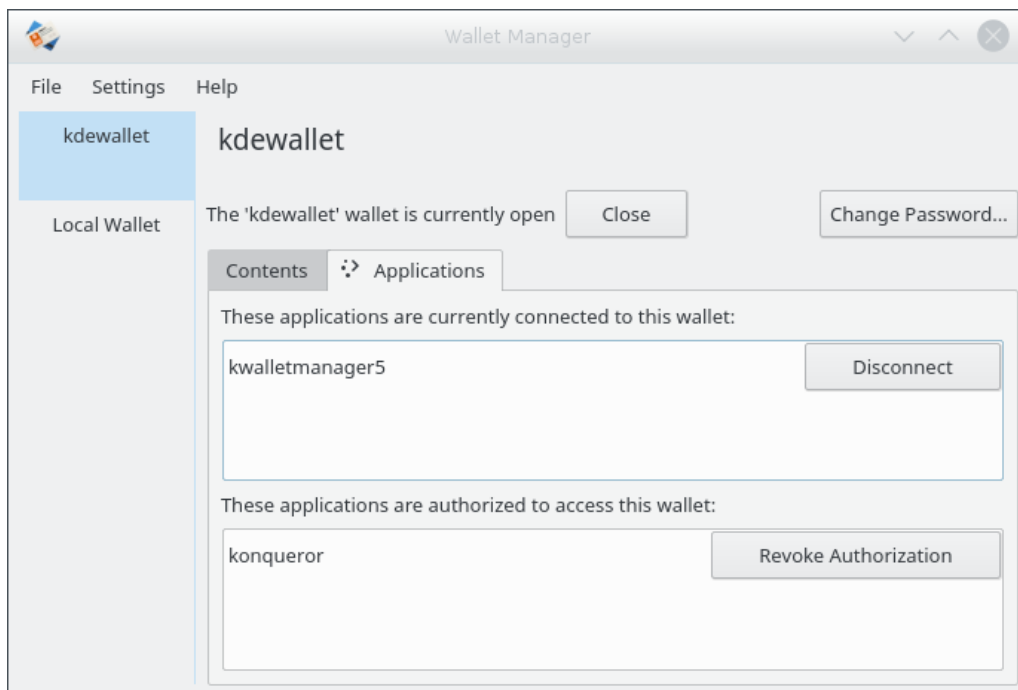 Wallet Manager
File Settings Help
kdewallet
Local Wallet
kdewallet
The 'kdewallet' wallet is currently open Close Change Password...
Contents Applications
These applications are currently connected to this wallet:
kwalletmanager5 Disconnect
These applications are authorized to access this wallet:
konqueror Revoke Authorization